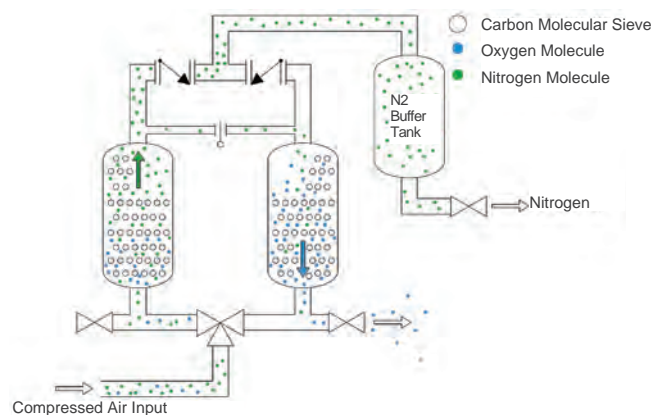 Carbon Molecular Sieve
Oxygen Molecule
Nitrogen Molecule
N2
Buffer
Tank
Nitrogen
Compressed Air Input